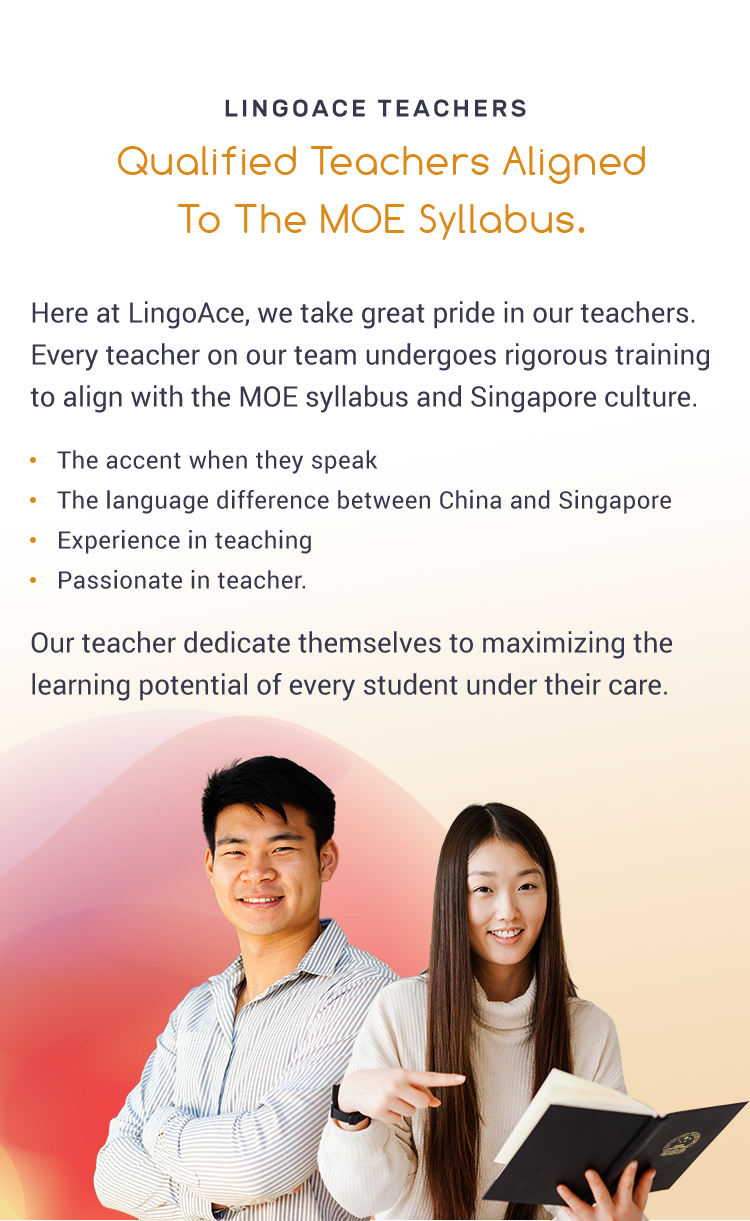 LINGOACE TEACHERS
Qualified Teachers Aligned
To The MOE Syllabus.
Here at LingoAce, we take great pride in our teachers.
Every teacher on our team undergoes rigorous training
to align with the MOE syllabus and Singapore culture.
• The accent when they speak
• The language difference between China and Singapore
• Experience in teaching
• Passionate in teacher.
Our teacher dedicate themselves to maximizing the
learning potential of every student under their care.